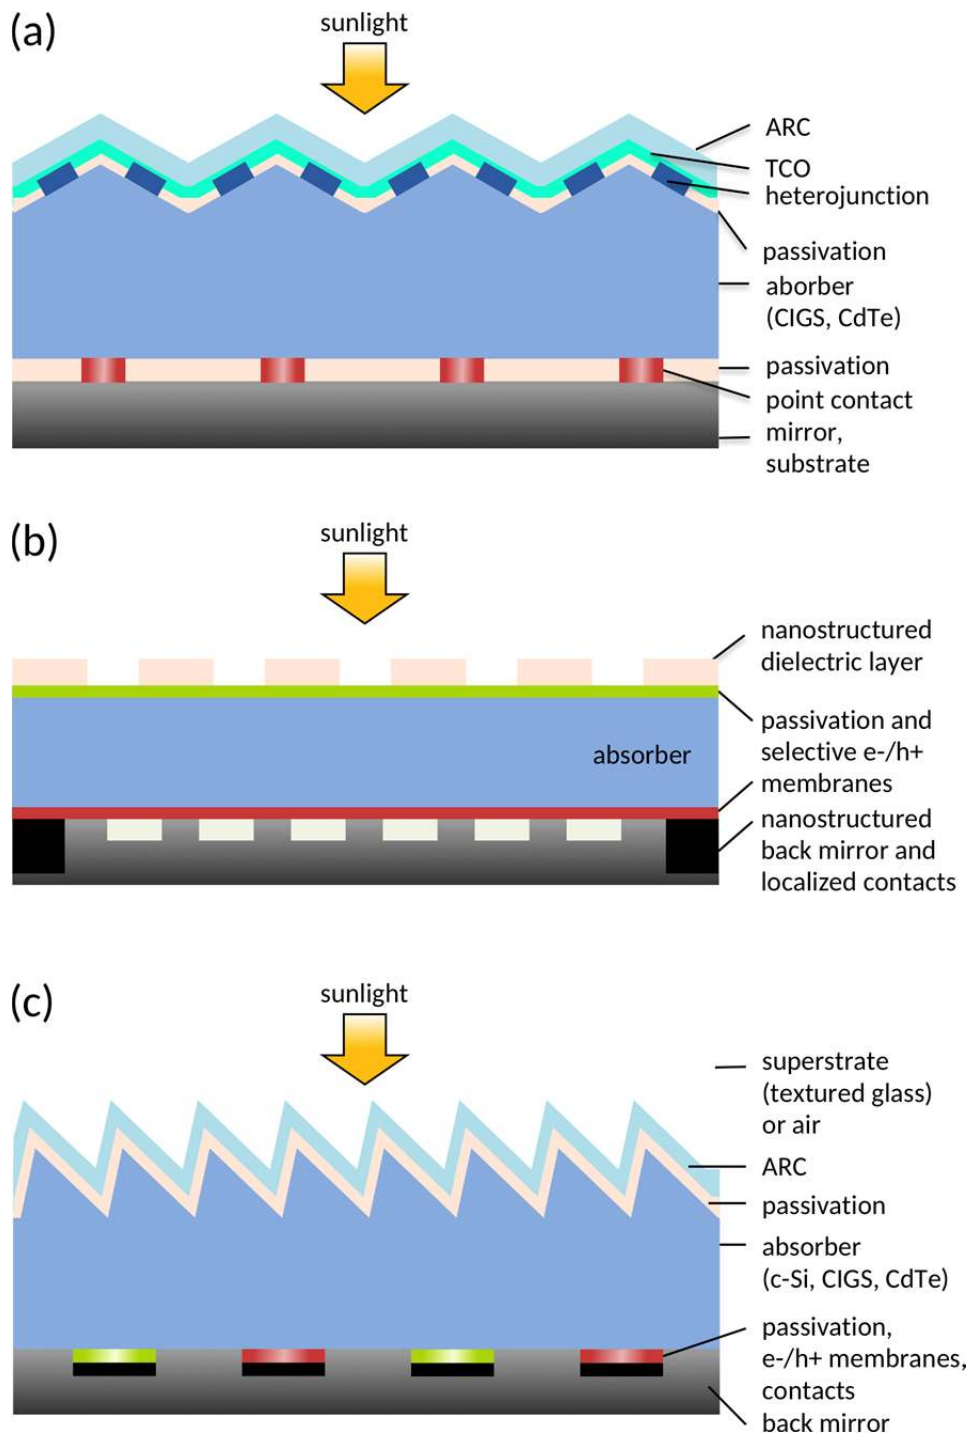 (a)
sunlight
ARC
TCO
heterojunction
passivation
aborber
(CIGS, CdTe)
passivation
point contact
mirror,
substrate
(b)
sunlight
nanostructured
dielectric layer
passivation and
selective e-/h+
membranes
absorber
nanostructured
back mirror and
localized contacts
(c)
sunlight
superstrate
(textured glass)
or air
ARC
passivation
absorber
(c-Si, CIGS, CdTe)
passivation,
e-/h+ membranes,
contacts
back mirror